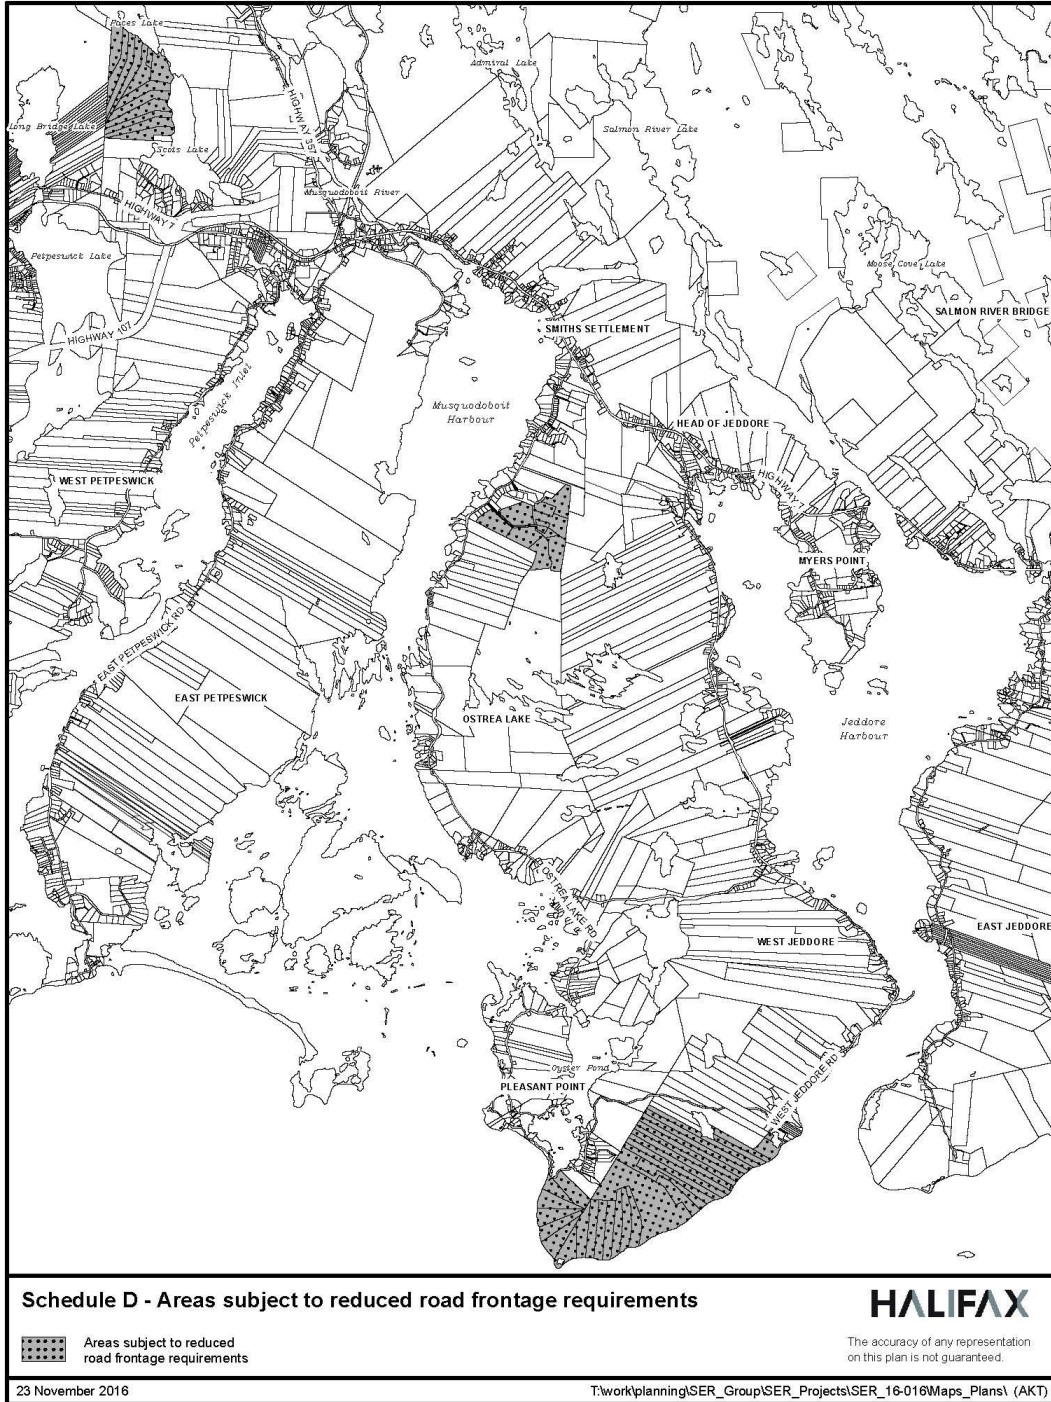 Paces Lake
Admiral Lake
HIGHWAY 357
Long Bridge Lake
Salmon River Lake
Scots Lake
Musquodoboit River
HIGHWAY 7
Petpeswick Lake
Moose Cove Lake
SALMON RIVER BRIDGE
SMITHS SETTLEMENT
HIGHWAY 107
Petpeswick Inlet
Musquodoboit
Harbour
HEAD OF JEDDORE
WEST PETPESWICK
HIGHWAY 7
MYERS POINT
EAST PETPESWICK RD
EAST PETPESWICK
OSTREA LAKE
Jeddore
Harbour
OSTREA LAKE RD
EAST JEDDORE
WEST JEDDORE
Oyster Pond
PLEASANT POINT
WEST JEDDORE RD
Schedule D - Areas subject to reduced road frontage requirements
HALIFAX
Areas subject to reduced
road frontage requirements
The accuracy of any representation
on this plan is not guaranteed.
23 November 2016
T:\work\planning\SER_Group\SER_Projects\SER_16-016\Maps_Plans\ (AKT)